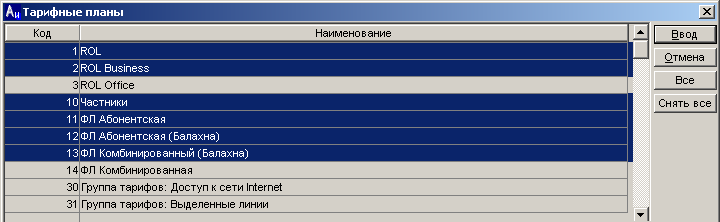 Аи Тарифные планы
Код Наименование Ввод
1 ROL
2 ROL Business Отмена
3 ROL Office Все
10 Частники Снять все
11 ФЛ Абонентская
12 ФЛ Абонентская (Балахна)
13 ФЛ Комбинированный (Балахна)
14 ФЛ Комбинированная
30 Группа тарифов: Доступ к сети Internet
31 Группа тарифов: Выделенные линии